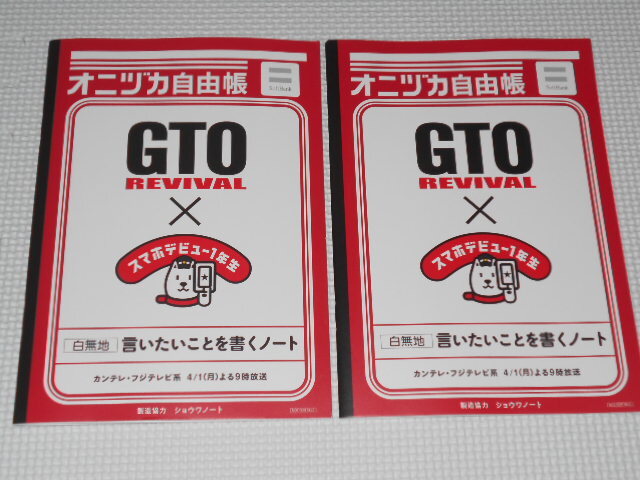 オニヅカ自由帳
SoftBank
GTO
REVIVAL
×
スマホデビュー1年生
白無地 言いたいことを書くノート
カンテレ・フジテレビ系 4/1(月)よる9時放送
製造協力 ショウワノート
オニヅカ自由帳
SoftBank
GTO
REVIVAL
×
スマホデビュー1年生
白無地 言いたいことを書くノート
カンテレ・フジテレビ系 4/1(月)よる9時放送
製造協力 ショウワノート